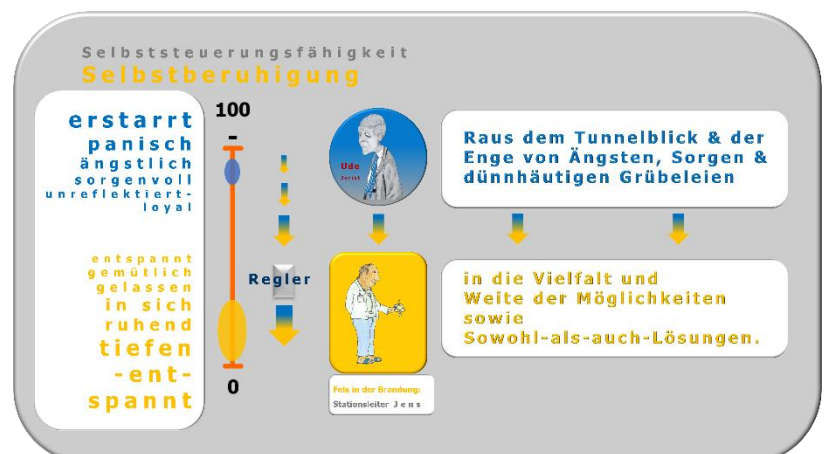 Selbststeuerungsfähigkeit
Selbstberuhigung
erstarrt
panisch
ängstlich
sorgenvoll
unreflektiert-
loyal
entspannt
gemütlich
gelassen
in sich
ruhend
tiefen
-ent-
spannt
100
-
0
Regler
Udo
Jurist
Fels in der Brandung:
Stationsleiter Jens
Raus dem Tunnelblick & der
Enge von Ängsten, Sorgen &
dünnhäutigen Grübeleien
in die Vielfalt und
Weite der Möglichkeiten
sowie
Sowohl-als-auch-Lösungen.